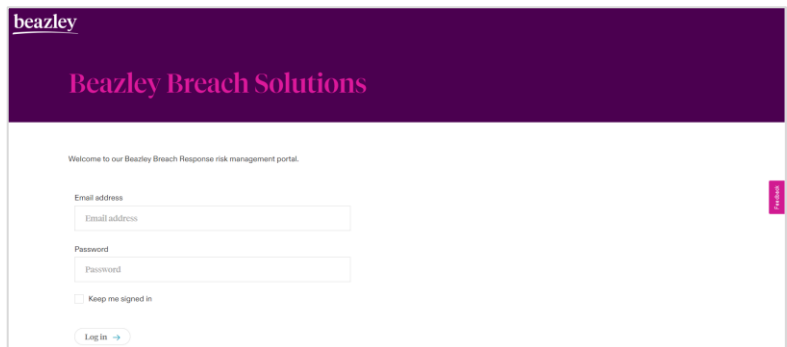 beazley
Beazley Breach Solutions
Welcome to our Beazley Breach Response risk management portal.
Feedback
Email address
Email address
Password
Password
Keep me signed in
Log in →